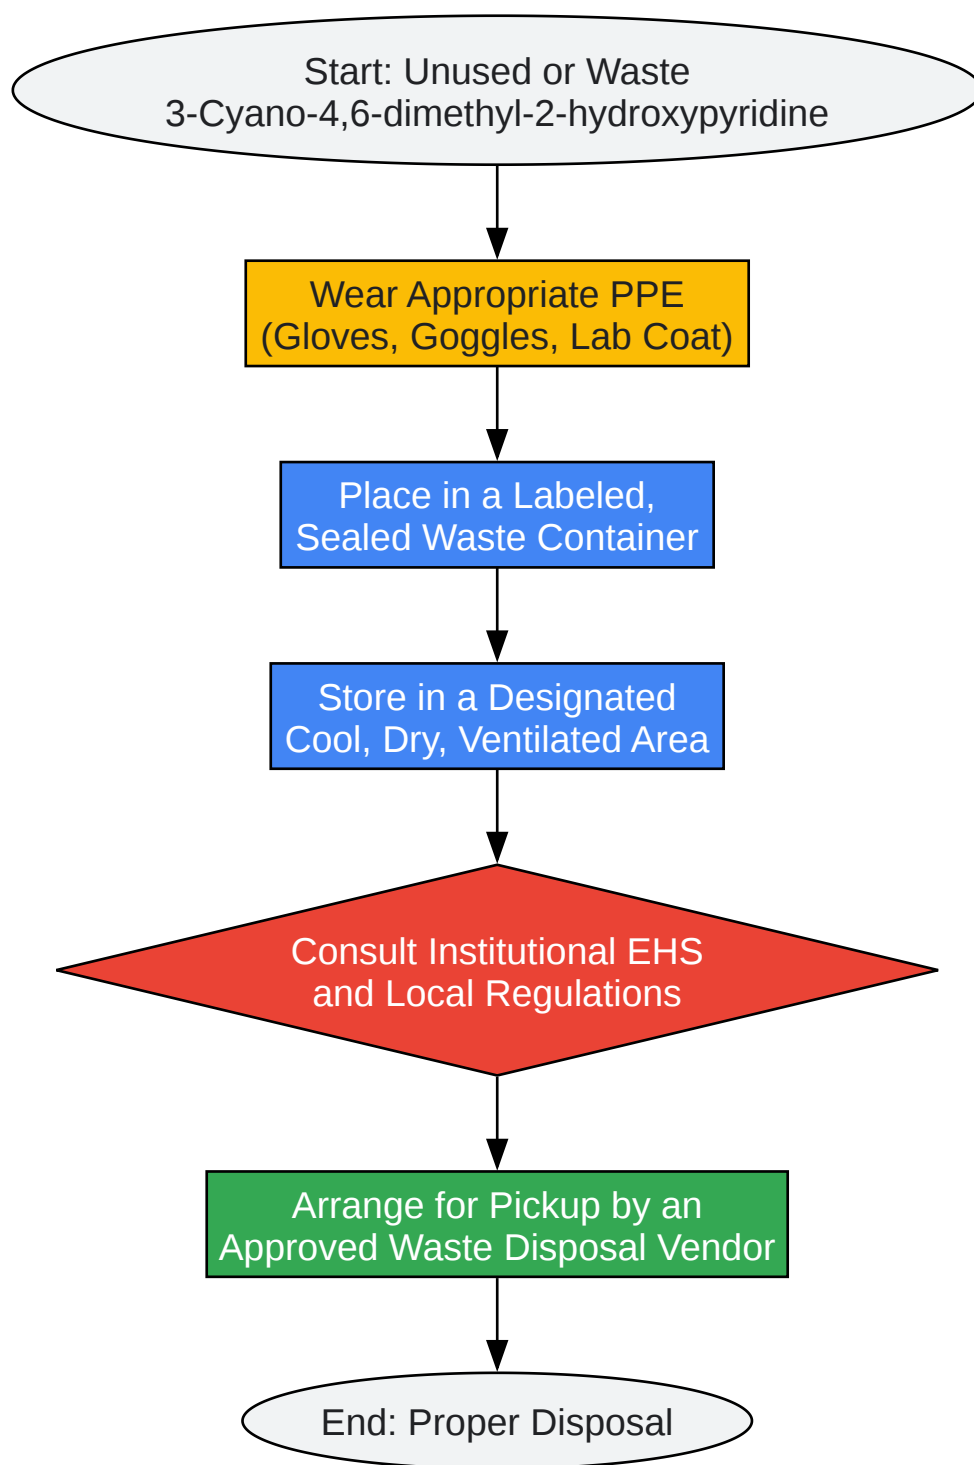 Start: Unused or Waste
3-Cyano-4,6-dimethyl-2-hydroxypyridine
Wear Appropriate PPE
(Gloves, Goggles, Lab Coat)
Place in a Labeled,
Sealed Waste Container
Store in a Designated
Cool, Dry, Ventilated Area
Consult Institutional EHS
and Local Regulations
Arrange for Pickup by an
Approved Waste Disposal Vendor
End: Proper Disposal